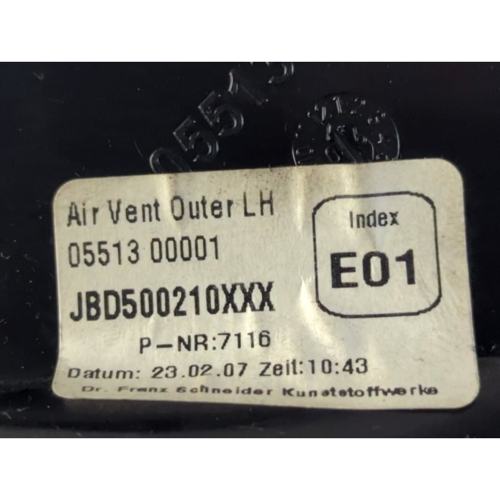 05513
Air Vent Outer LH
05513 00001
JBD500210XXX
P-NR:7116
Datum: 23.02.07 Zeit:10:43
Dr. Franz Schneider Kunststoffwerke
Index
E01